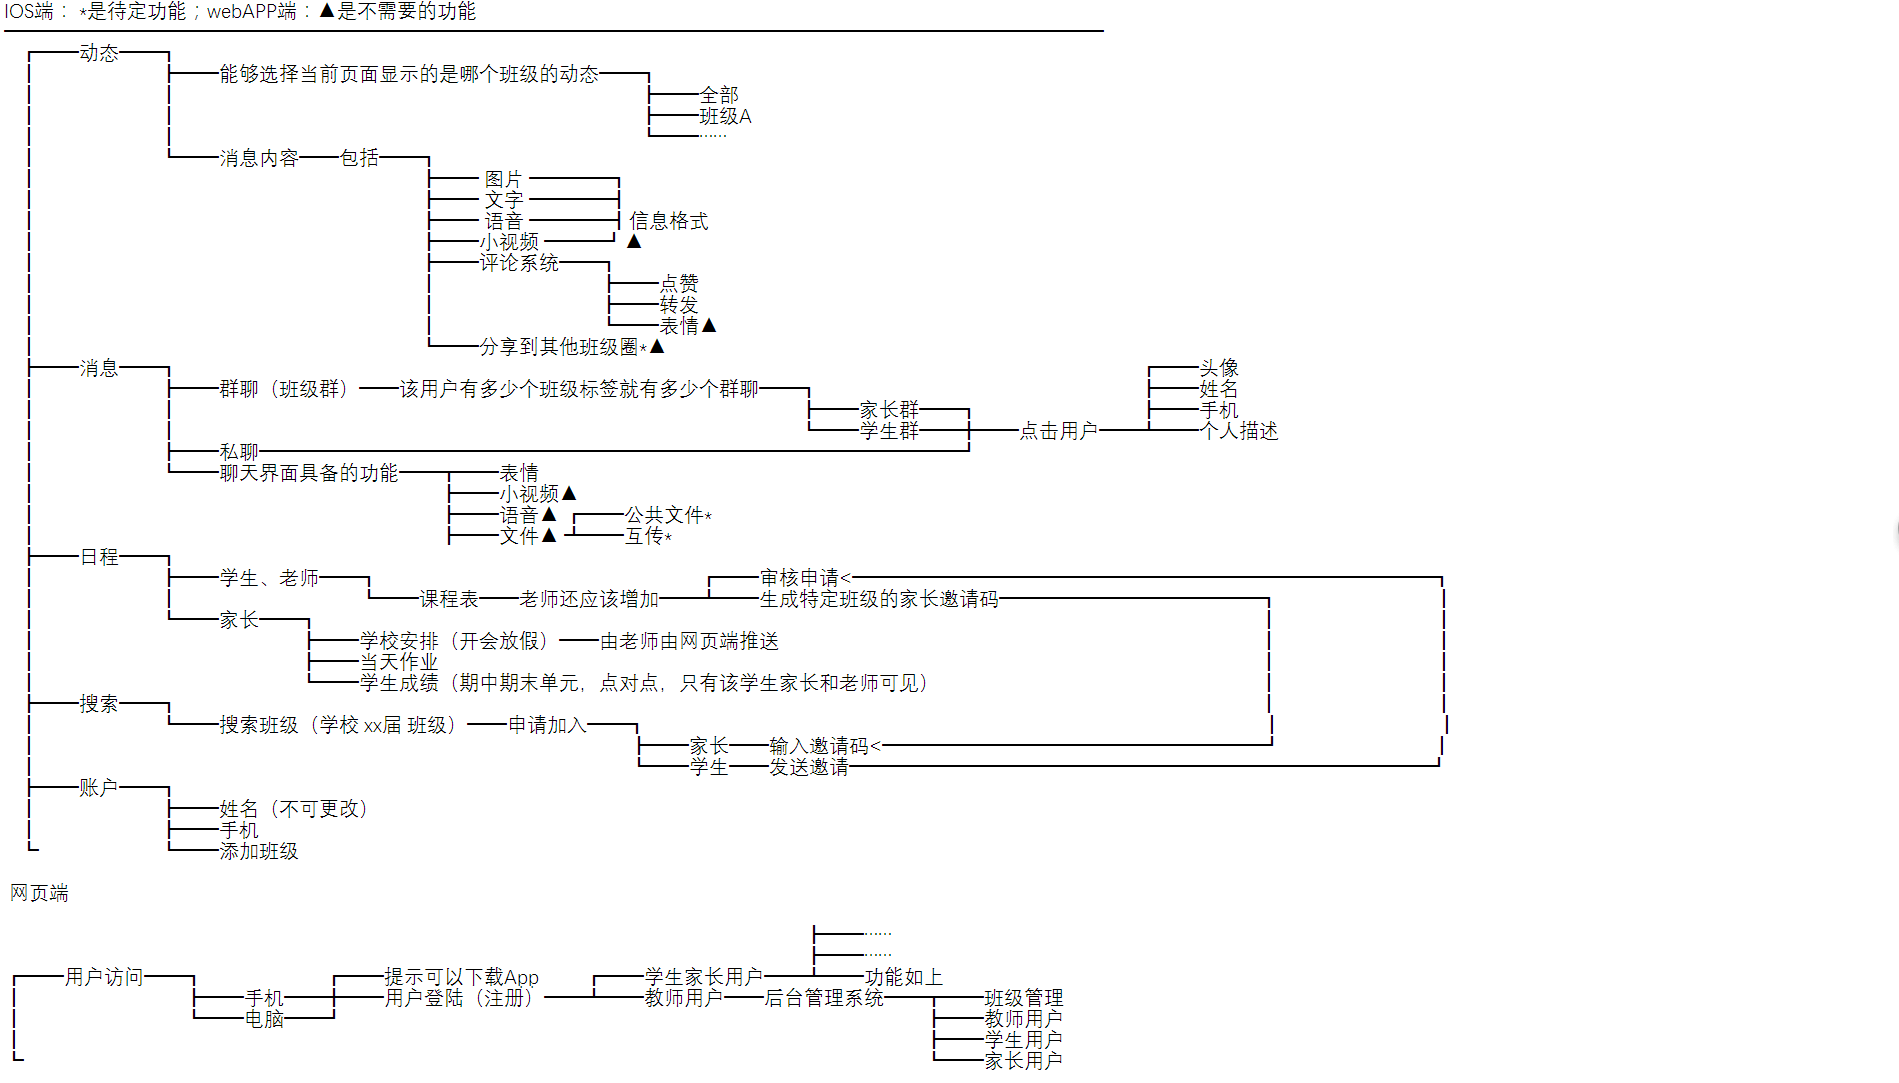 IOS端： *是待定功能；webAPP端：▲是不需要的功能
动态
能够选择当前页面显示的是哪个班级的动态
全部
班级A
……
消息内容 包括
图片
文字
语音 信息格式
小视频 ▲
评论系统
点赞
转发
表情▲
分享到其他班级圈*▲
消息 头像
群聊（班级群） 该用户有多少个班级标签就有多少个群聊 姓名
家长群 手机
学生群 点击用户 个人描述
私聊
聊天界面具备的功能 表情
小视频▲
语音▲ 公共文件*
文件▲ 互传*
日程
学生、老师 审核申请<
课程表 老师还应该增加 生成特定班级的家长邀请码
家长
学校安排（开会放假） 由老师由网页端推送
当天作业
学生成绩（期中期末单元，点对点，只有该学生家长和老师可见）
搜索
搜索班级（学校 xx届 班级） 申请加入
家长 输入邀请码<
学生 发送邀请
账户
姓名（不可更改）
手机
添加班级
网页端
……
……
用户访问 提示可以下载App 学生家长用户 功能如上
手机 用户登陆（注册） 教师用户 后台管理系统 班级管理
电脑 教师用户
学生用户
家长用户